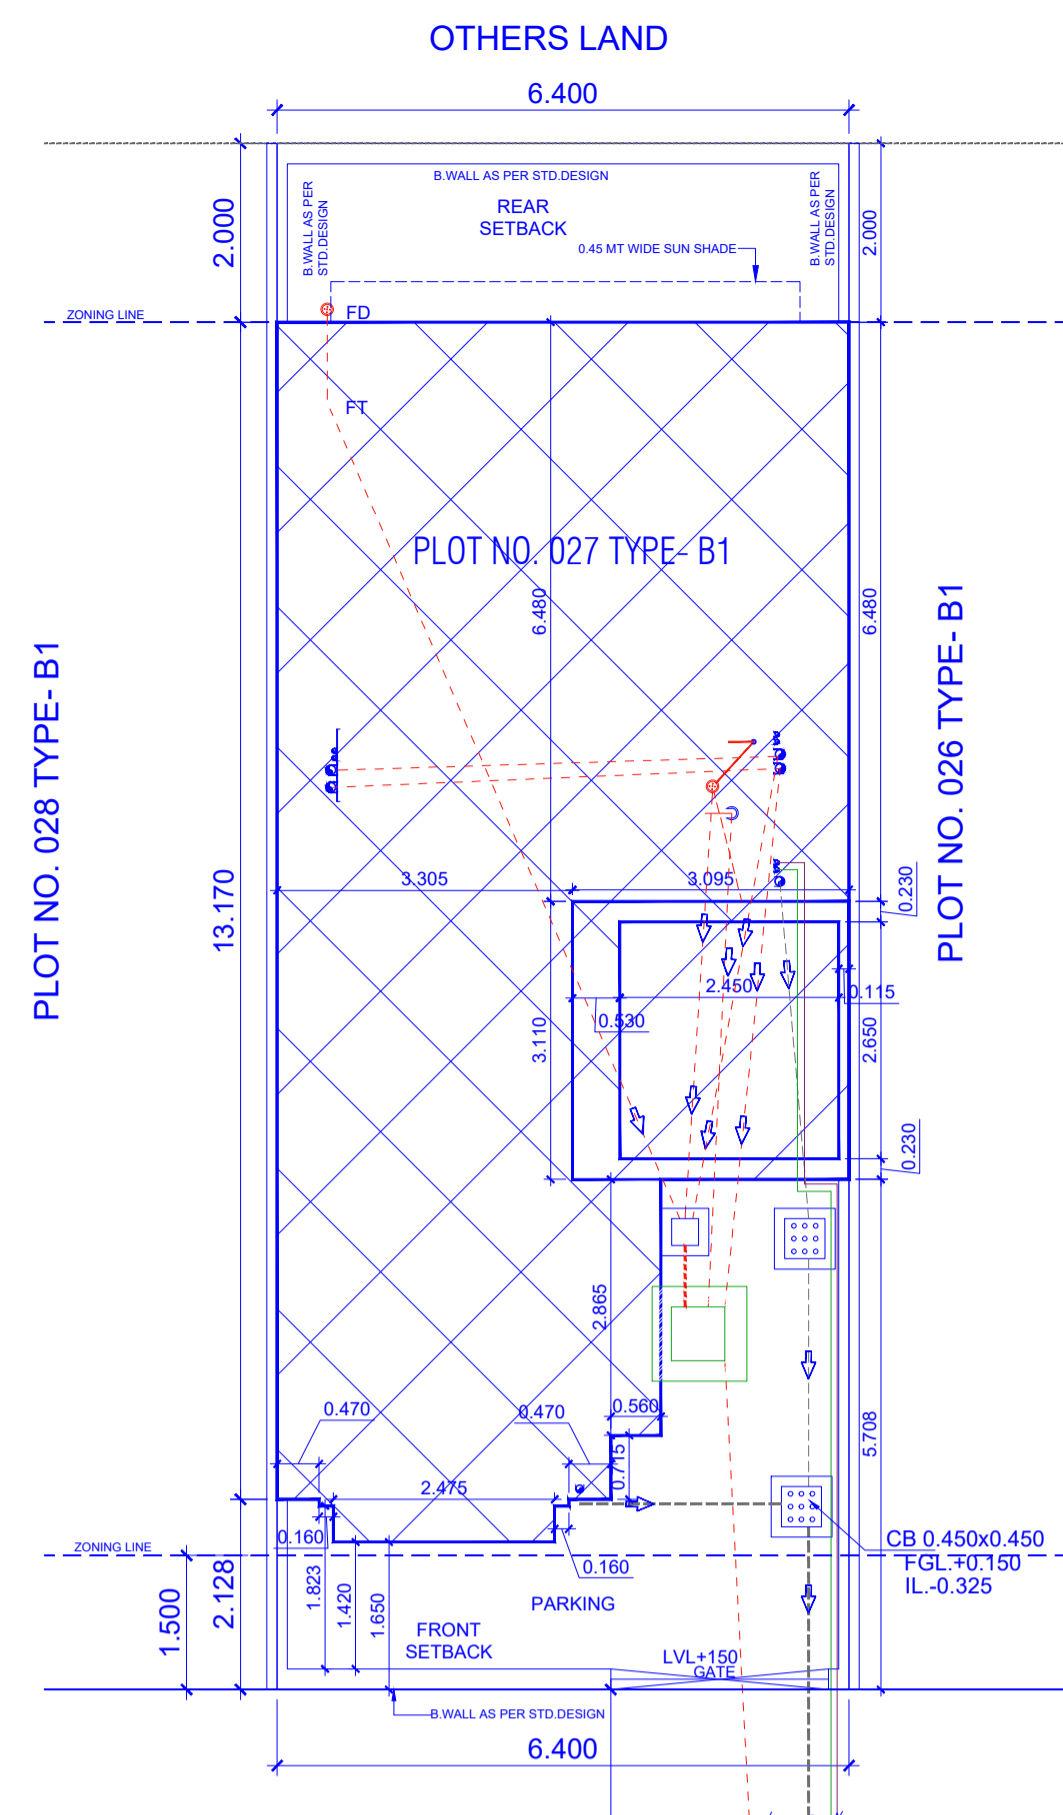 OTHERS LAND
6.400
B.WALL AS PER STD.DESIGN
B.WALL AS PER
STD.DESIGN
REAR
SETBACK
B.WALL AS PER
STD.DESIGN
2.000
2.000
0.45 MT WIDE SUN SHADE
ZONING LINE
FD
FT
PLOT NO. 027 TYPE- B1
6.480
6.480
PLOT NO. 028 TYPE- B1
PLOT NO. 026 TYPE- B1
13.170
3.305
3.095
0.230
2.450
0.115
0.530
3.110
2.650
0.230
2.865
0.560
0.470
0.470
0.715
5.708
2.475
0.160
CB 0.450x0.450
FGL.+0.150
IL.-0.325
ZONING LINE
0.160
1.500
2.128
1.823
1.420
1.650
PARKING
FRONT
SETBACK
LVL+150
GATE
B.WALL AS PER STD.DESIGN
6.400